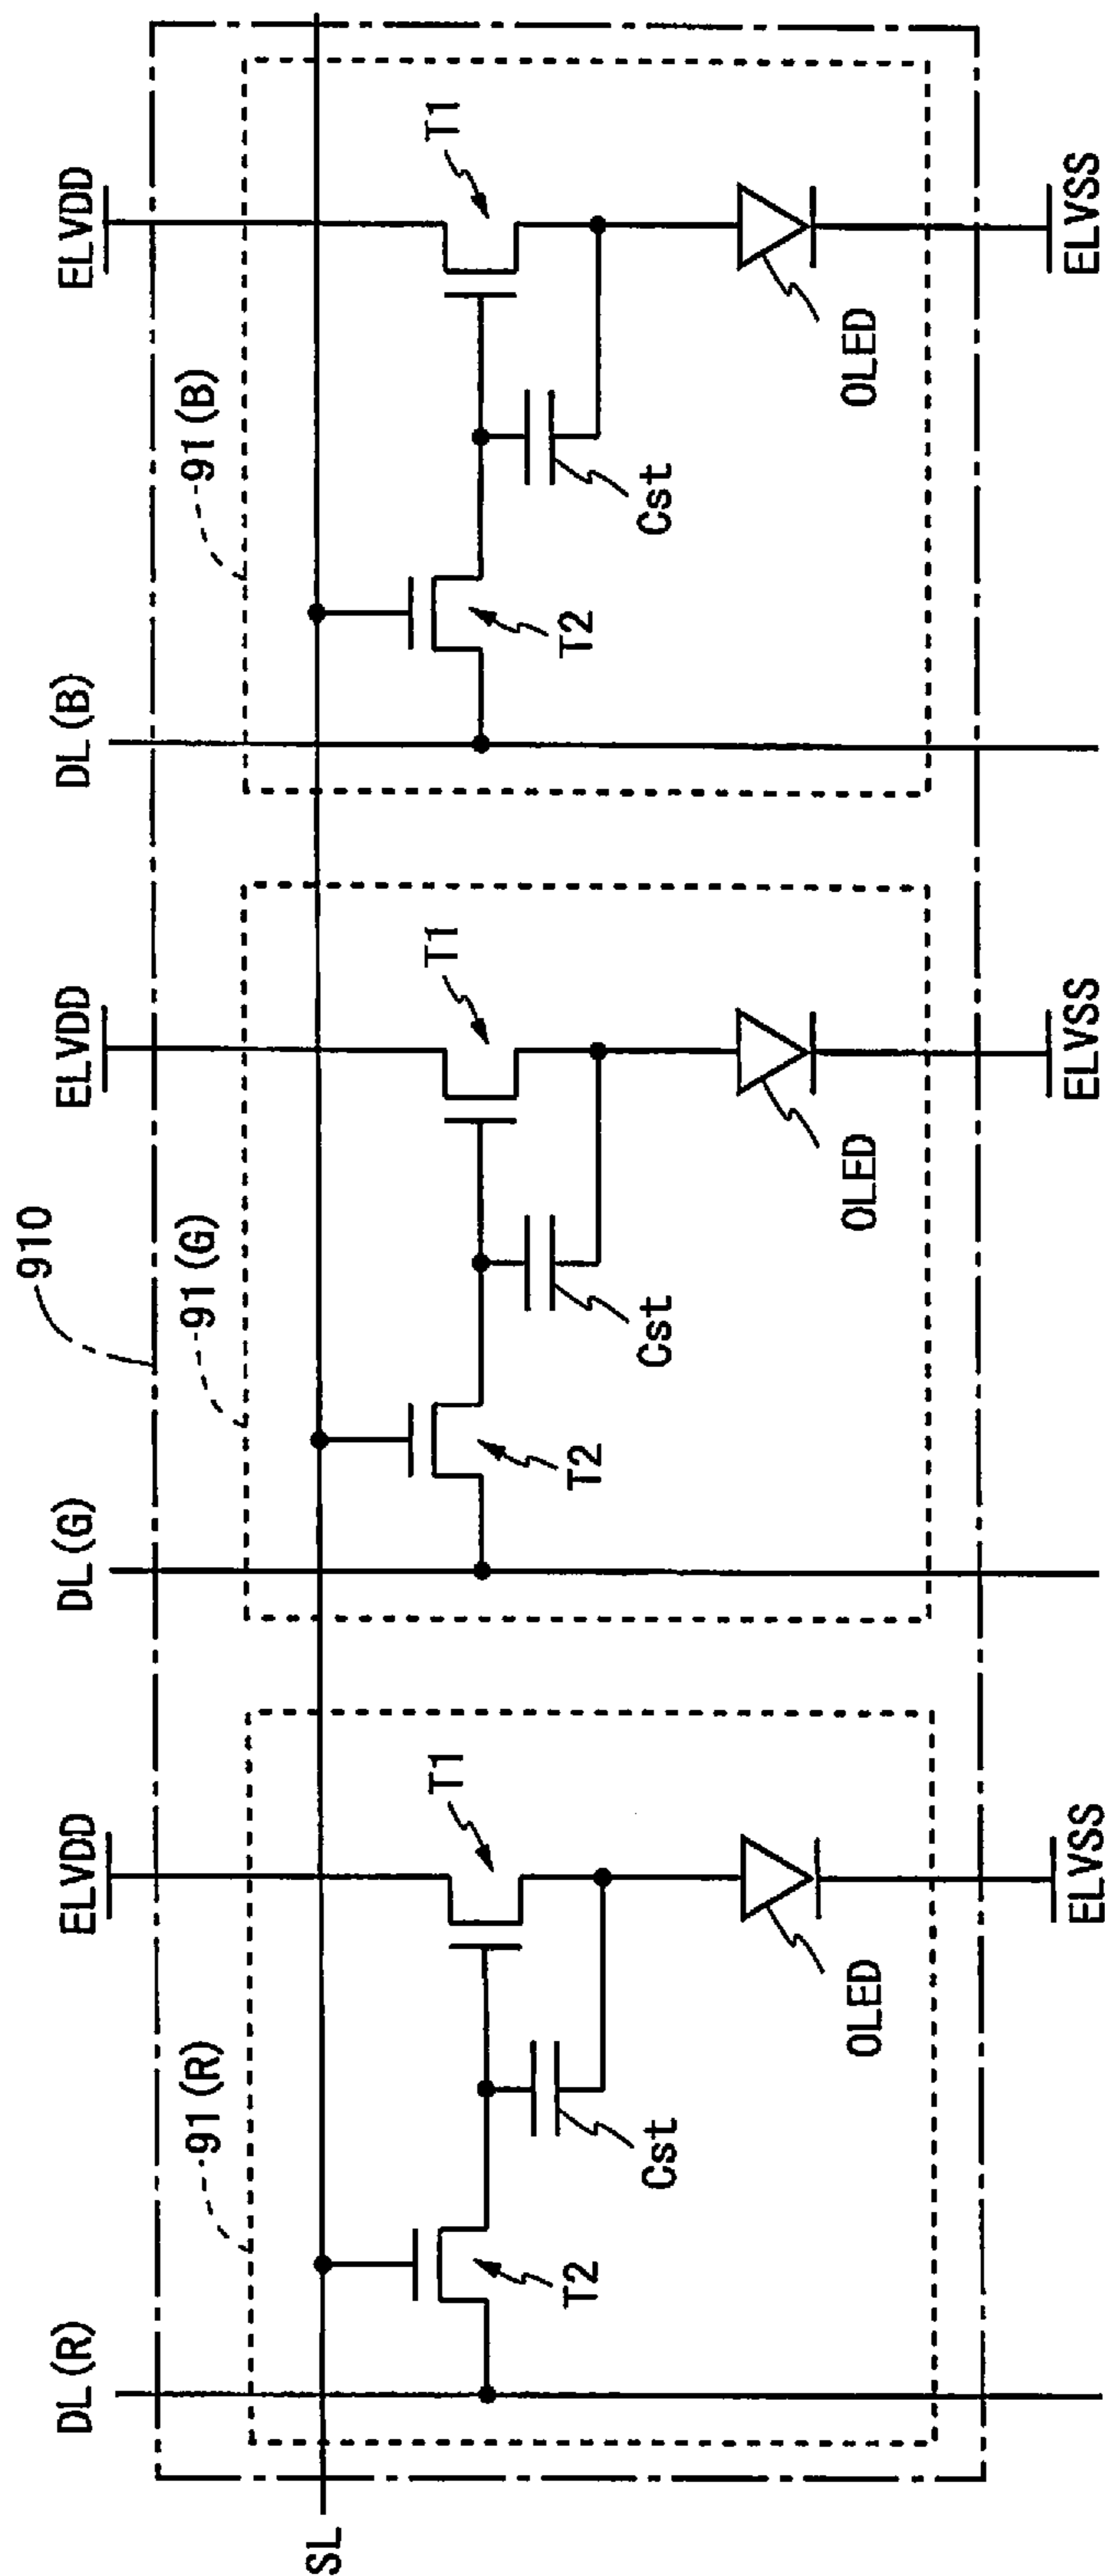 910
DL(R)
ELVDD
DL(G)
ELVDD
DL(B)
ELVDD
91(R)
91(G)
91(B)
SL
T1
T1
T1
T2
Cst
T2
Cst
T2
Cst
OLED
OLED
OLED
ELVSS
ELVSS
ELVSS